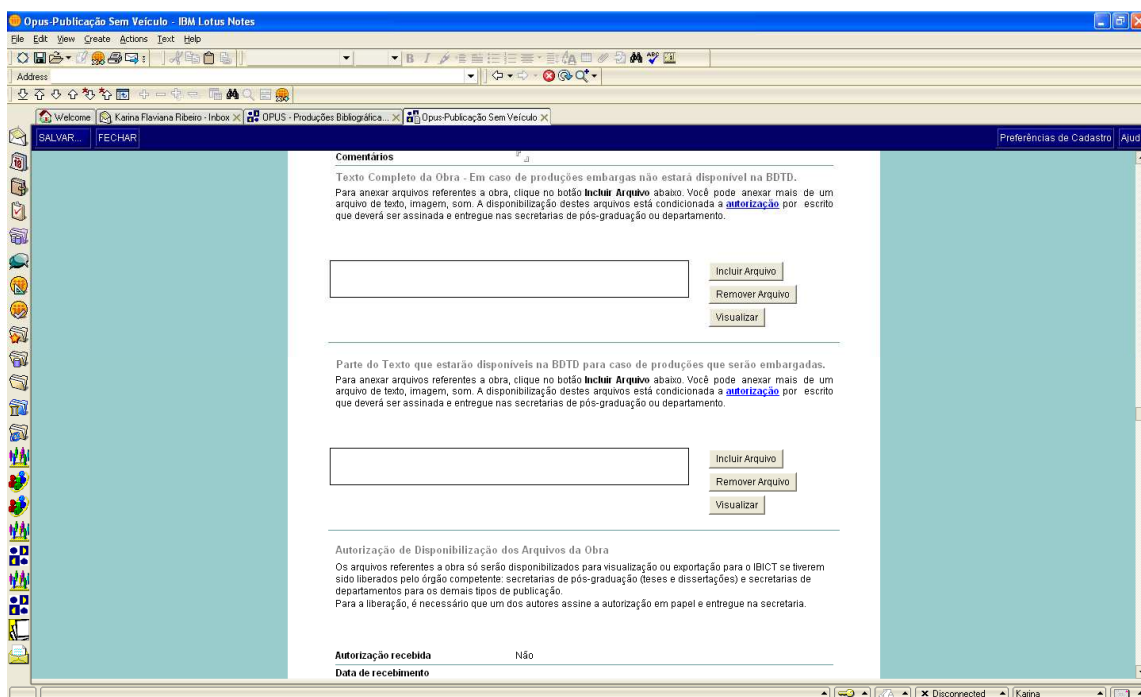 Opus-Publicação Sem Veículo - IBM Lotus Notes
File Edit View Create Actions Text Help
Address
Welcome Karina Flaviana Ribeiro - Inbox OPUS - Produções Bibliográfica... Opus-Publicação Sem Veículo
SALVAR... FECHAR Preferências de Cadastro Ajud
Comentários
Texto Completo da Obra - Em caso de produções embargas não estará disponível na BDTD.
Para anexar arquivos referentes a obra, clique no botão Incluir Arquivo abaixo. Você pode anexar mais de um
arquivo de texto, imagem, som. A disponibilização destes arquivos está condicionada a autorização por escrito
que deverá ser assinada e entregue nas secretarias de pós-graduação ou departamento.
Incluir Arquivo
Remover Arquivo
Visualizar
Parte do Texto que estarão disponíveis na BDTD para caso de produções que serão embargadas.
Para anexar arquivos referentes a obra, clique no botão Incluir Arquivo abaixo. Você pode anexar mais de um
arquivo de texto, imagem, som. A disponibilização destes arquivos está condicionada a autorização por escrito
que deverá ser assinada e entregue nas secretarias de pós-graduação ou departamento.
Incluir Arquivo
Remover Arquivo
Visualizar
Autorização de Disponibilização dos Arquivos da Obra
Os arquivos referentes a obra só serão disponibilizados para visualização ou exportação para o IBICT se tiverem
sido liberados pelo órgão competente: secretarias de pós-graduação (teses e dissertações) e secretarias de
departamentos para os demais tipos de publicação.
Para a liberação, é necessário que um dos autores assine a autorização em papel e entregue na secretaria.
Autorização recebida Não
Data de recebimento
Disconnected Karina